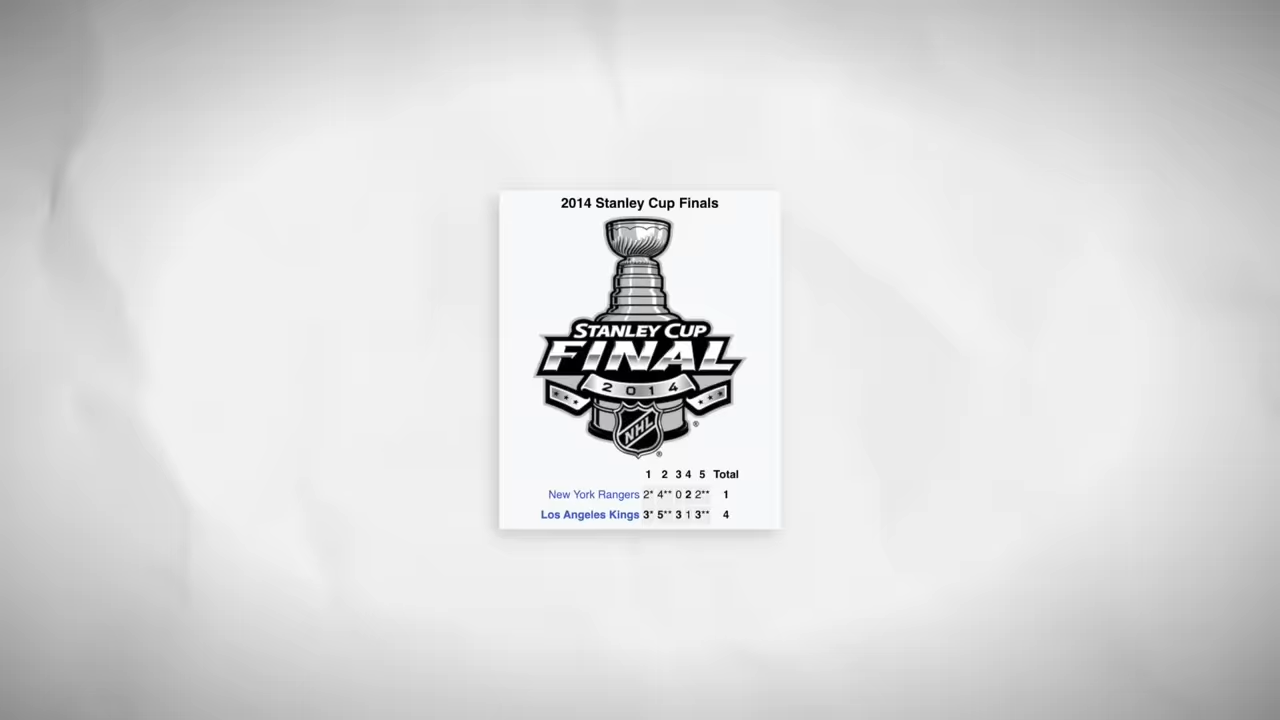 2014 Stanley Cup Finals
STANLEY CUP
FINAL
2014
NHL
®
®
1 2 3 4 5 Total
New York Rangers 2* 4** 0 2 2** 1
Los Angeles Kings 3* 5** 3 1 3** 4